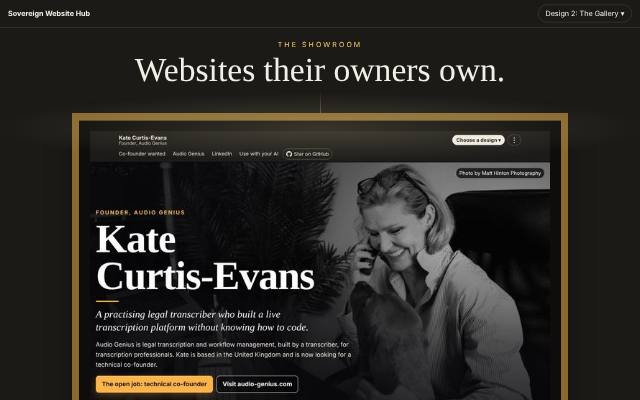 Sovereign Website Hub
Design 2: The Gallery ▾
THE SHOWROOM
Websites their owners own.
Kate Curtis-Evans
Founder, Audio Genius
Choose a design ▾
Co-founder wanted Audio Genius LinkedIn Use with your AI Star on GitHub
Photo by Matt Hinton Photography
FOUNDER, AUDIO GENIUS
Kate
Curtis-Evans
A practising legal transcriber who built a live
transcription platform without knowing how to code.
Audio Genius is legal transcription and workflow management, built by a transcriber, for
transcription professionals. Kate is based in the United Kingdom and is now looking for a
technical co-founder.
The open job: technical co-founder
Visit audio-genius.com